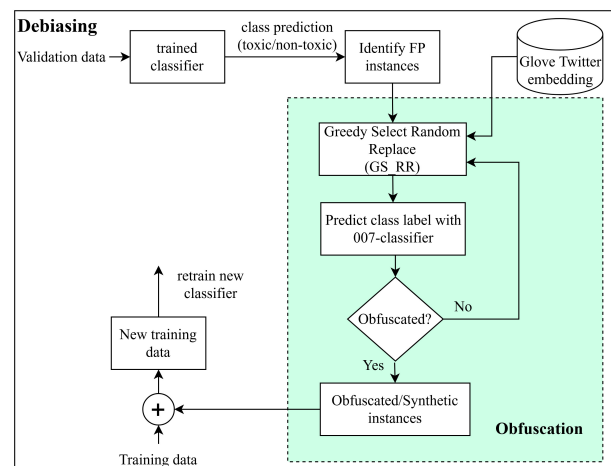 Debiasing
Validation data
trained
classifier
class prediction
(toxic/non-toxic)
Identify FP
instances
Glove Twitter
embedding
Greedy Select Random
Replace
(GS_RR)
Predict class label with
007-classifier
Obfuscated?
No
Yes
Obfuscated/Synthetic
instances
Obfuscation
retrain new
classifier
New training
data
+
Training data